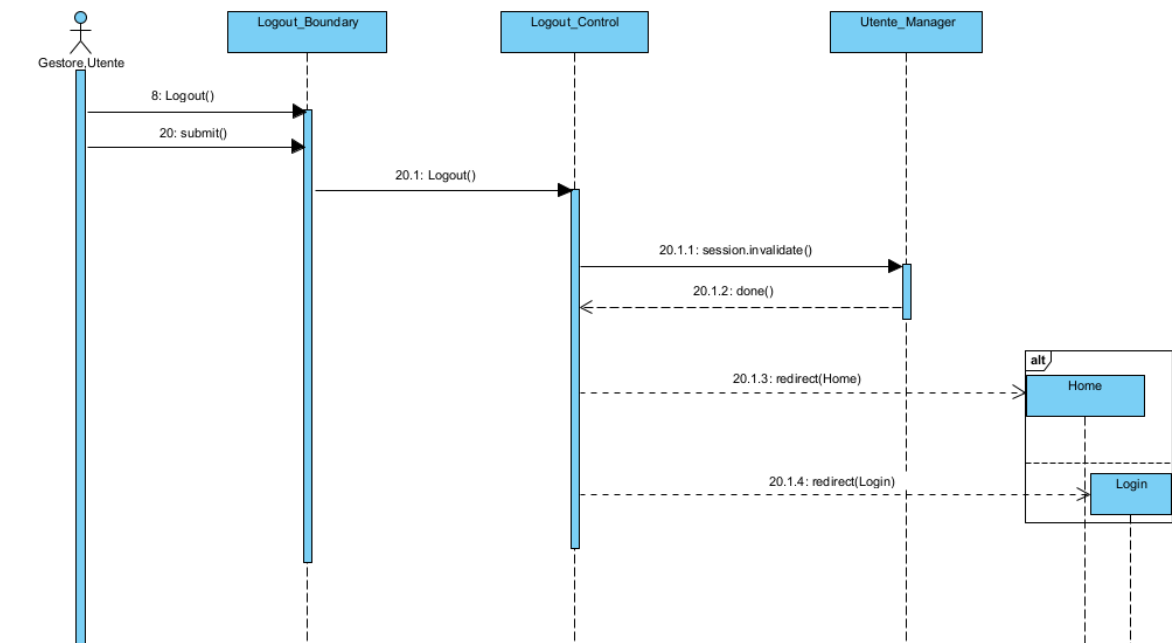 Logout_Boundary
Logout_Control
Utente_Manager
Gestore,Utente
8: Logout()
20: submit()
20.1: Logout()
20.1.1: session.invalidate()
20.1.2: done()
alt
20.1.3: redirect(Home)
Home
20.1.4: redirect(Login)
Login